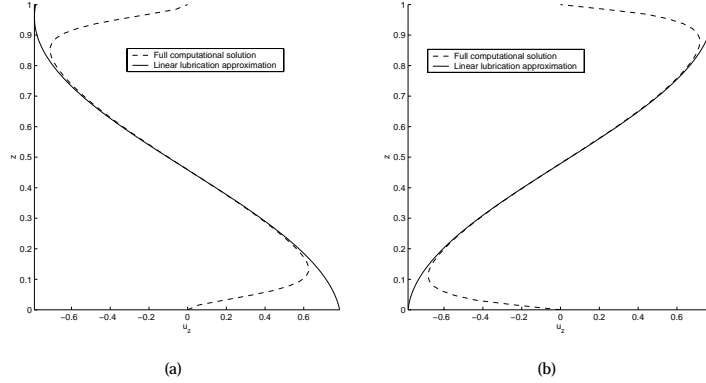 1
0.9
0.8
0.7
0.6
0.5
0.4
0.3
0.2
0.1
0
z
Full computational solution
Linear lubrication approximation
−0.6 −0.4 −0.2 0 0.2 0.4 0.6
u_z
(a)
1
0.9
0.8
0.7
0.6
0.5
0.4
0.3
0.2
0.1
0
z
Full computational solution
Linear lubrication approximation
−0.6 −0.4 −0.2 0 0.2 0.4 0.6
u_z
(b)